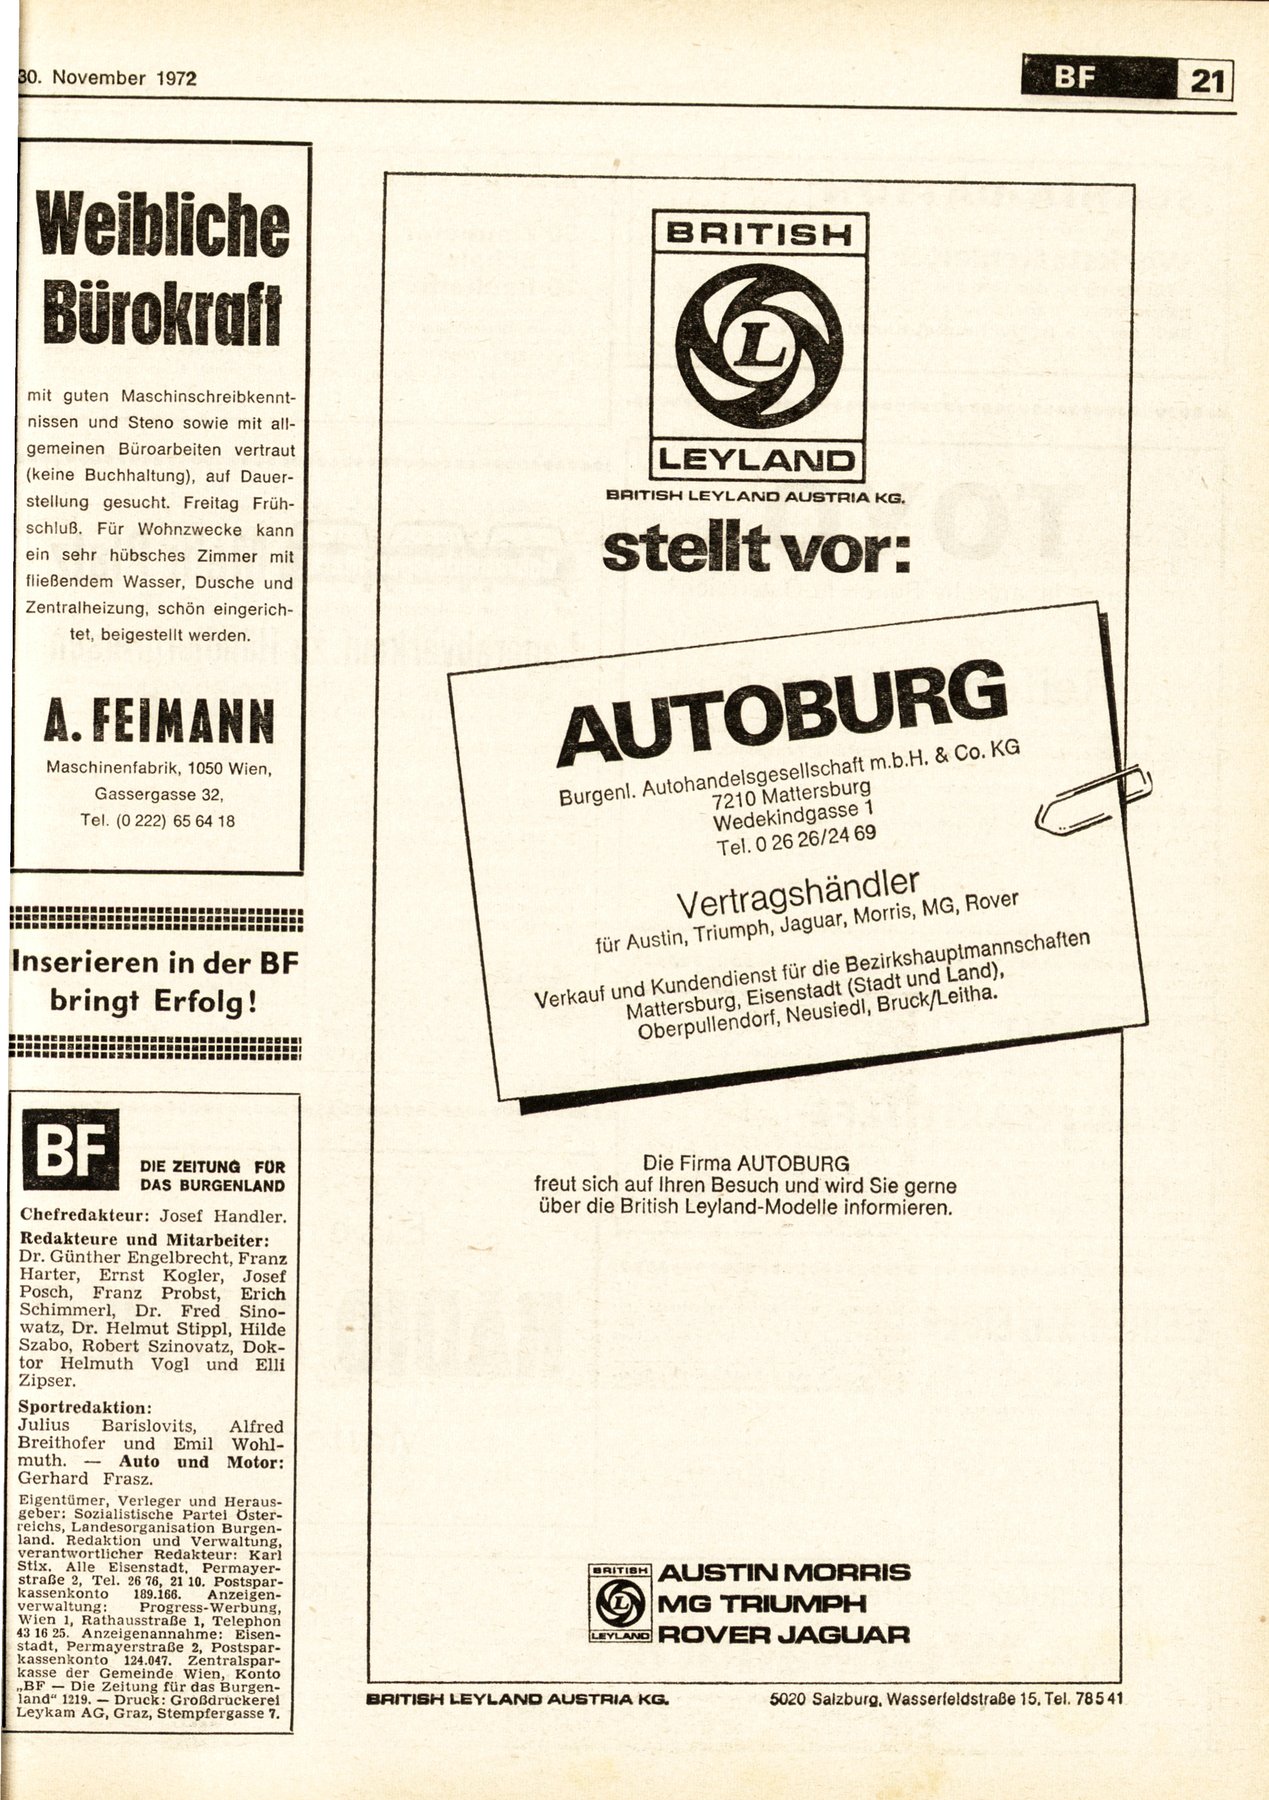 30. November 1972
BF 21
Weibliche
Bürokraft
mit guten Maschinschreibkennt-
nissen und Steno sowie mit all-
gemeinen Büroarbeiten vertraut
(keine Buchhaltung), auf Dauer-
stellung gesucht. Freitag Früh-
schluß. Für Wohnzwecke kann
ein sehr hübsches Zimmer mit
fließendem Wasser, Dusche und
Zentralheizung, schön eingerich-
tet, beigestellt werden.
A. FEIMANN
Maschinenfabrik, 1050 Wien,
Gassergasse 32,
Tel. (0 222) 65 64 18
Inserieren in der BF
bringt Erfolg!
BF
DIE ZEITUNG FÜR
DAS BURGENLAND
Chefredakteur: Josef Handler.
Redakteure und Mitarbeiter:
Dr. Günther Engelbrecht, Franz
Harter, Ernst Kogler, Josef
Posch, Franz Probst, Erich
Schimmerl, Dr. Fred Sino-
watz, Dr. Helmut Stippl, Hilde
Szabo, Robert Szinovatz, Dok-
tor Helmuth Vogl und Elli
Zipser.
Sportredaktion:
Julius Barislovits, Alfred
Breithofer und Emil Wohl-
muth. — Auto und Motor:
Gerhard Frasz.
Eigentümer, Verleger und Heraus-
geber: Sozialistische Partei Öster-
reichs, Landesorganisation Burgen-
land. Redaktion und Verwaltung,
verantwortlicher Redakteur: Karl
Stix. Alle Eisenstadt, Permayer-
straße 2, Tel. 26 76, 21 10. Postspar-
kassenkonto 189.166. Anzeigen-
verwaltung: Progress-Werbung,
Wien 1, Rathausstraße 1, Telephon
43 16 25. Anzeigenannahme: Eisen-
stadt, Permayerstraße 2, Postspar-
kassenkonto 124.047. Zentralspar-
kasse der Gemeinde Wien, Konto
„BF — Die Zeitung für das Burgen-
land“ 1219. — Druck: Großdruckerei
Leykam AG, Graz, Stempfergasse 7.
BRITISH
L
LEYLAND
BRITISH LEYLAND AUSTRIA KG.
stellt vor:
AUTOBURG
Burgenl. Autohandelsgesellschaft m.b.H. & Co. KG
7210 Mattersburg
Wedekindgasse 1
Tel. 0 26 26/24 69
Vertragshändler
für Austin, Triumph, Jaguar, Morris, MG, Rover
Verkauf und Kundendienst für die Bezirkshauptmannschaften
Mattersburg, Eisenstadt (Stadt und Land),
Oberpullendorf, Neusiedl, Bruck/Leitha.
Die Firma AUTOBURG
freut sich auf Ihren Besuch und wird Sie gerne
über die British Leyland-Modelle informieren.
BRITISH
L
LEYLAND
AUSTIN MORRIS
MG TRIUMPH
ROVER JAGUAR
BRITISH LEYLAND AUSTRIA KG. 5020 Salzburg, Wasserfeldstraße 15, Tel. 785 41